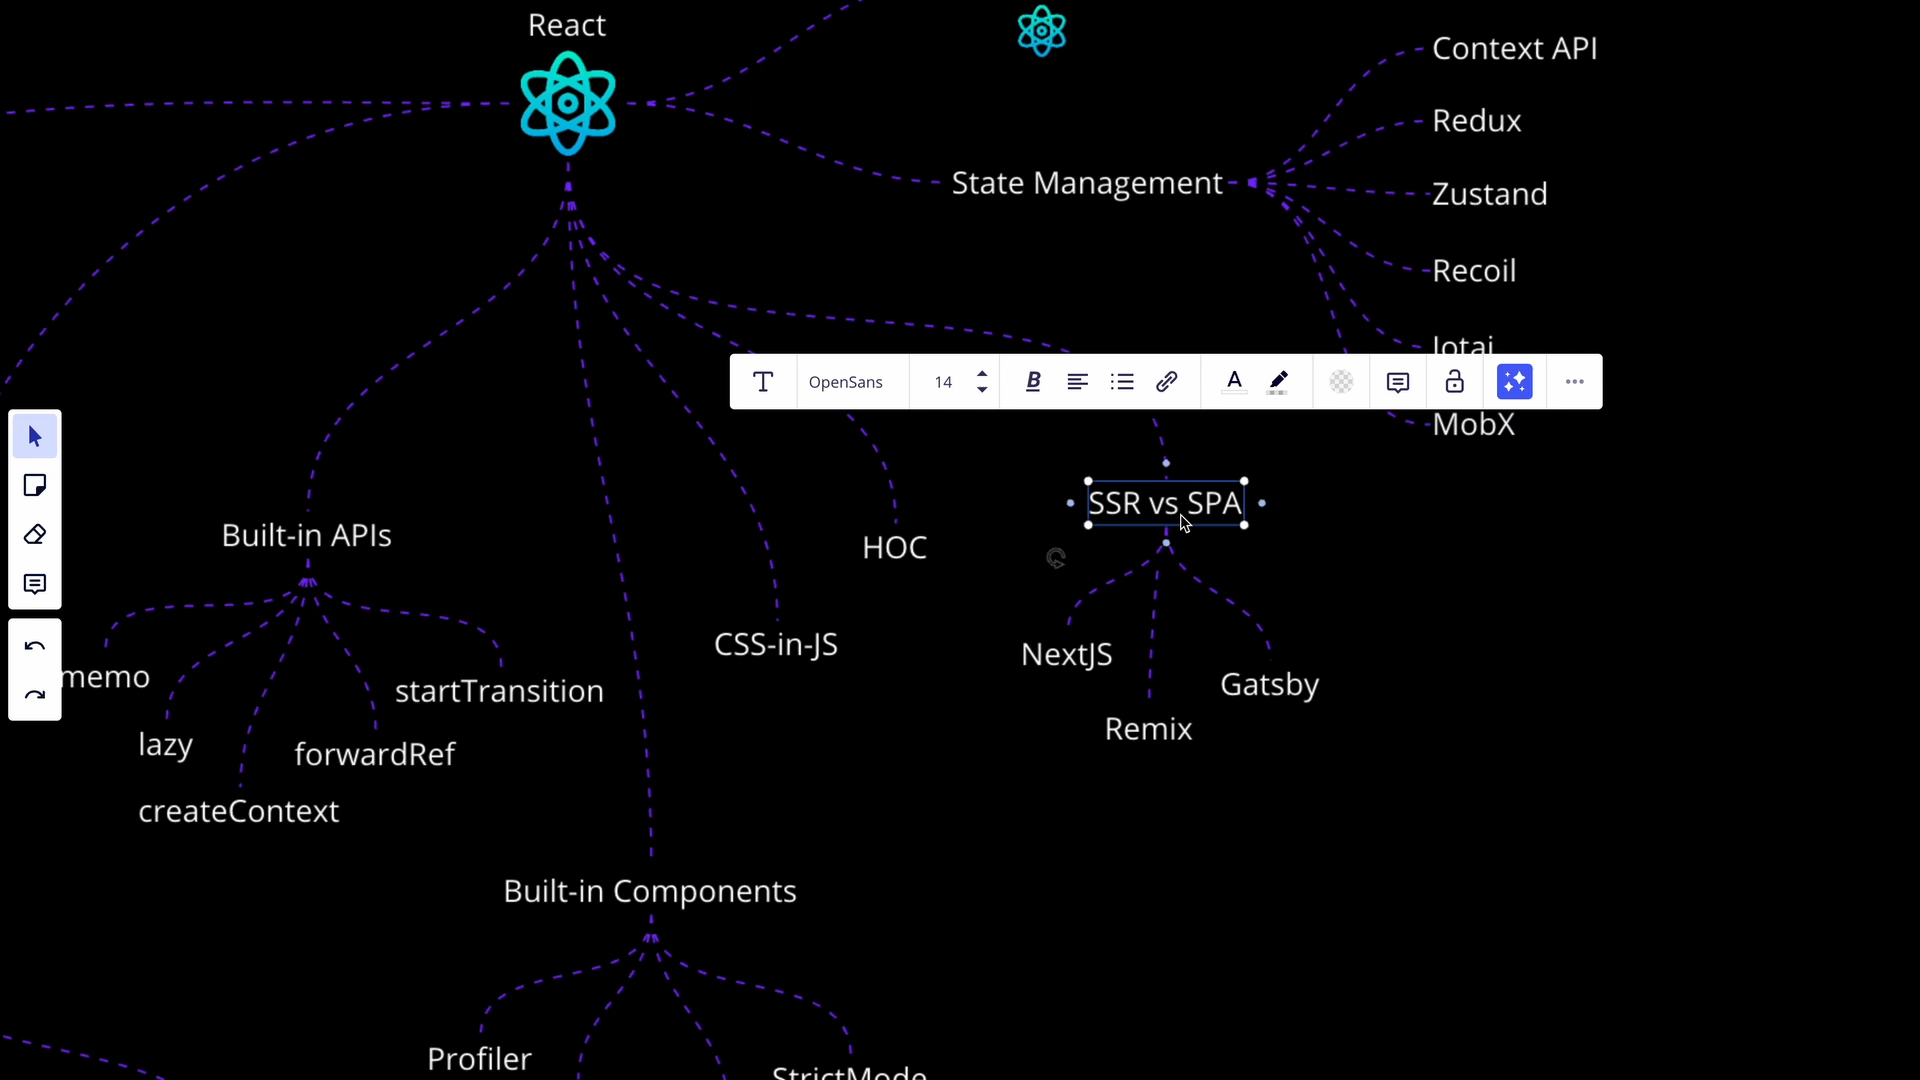 React
Context API
Redux
State Management
Zustand
Recoil
Jotai
OpenSans
14
B
A
MobX
SSR vs SPA
Built-in APIs
HOC
CSS-in-JS
NextJS
memo
startTransition
Gatsby
Remix
lazy
forwardRef
createContext
Built-in Components
Profiler
StrictMode